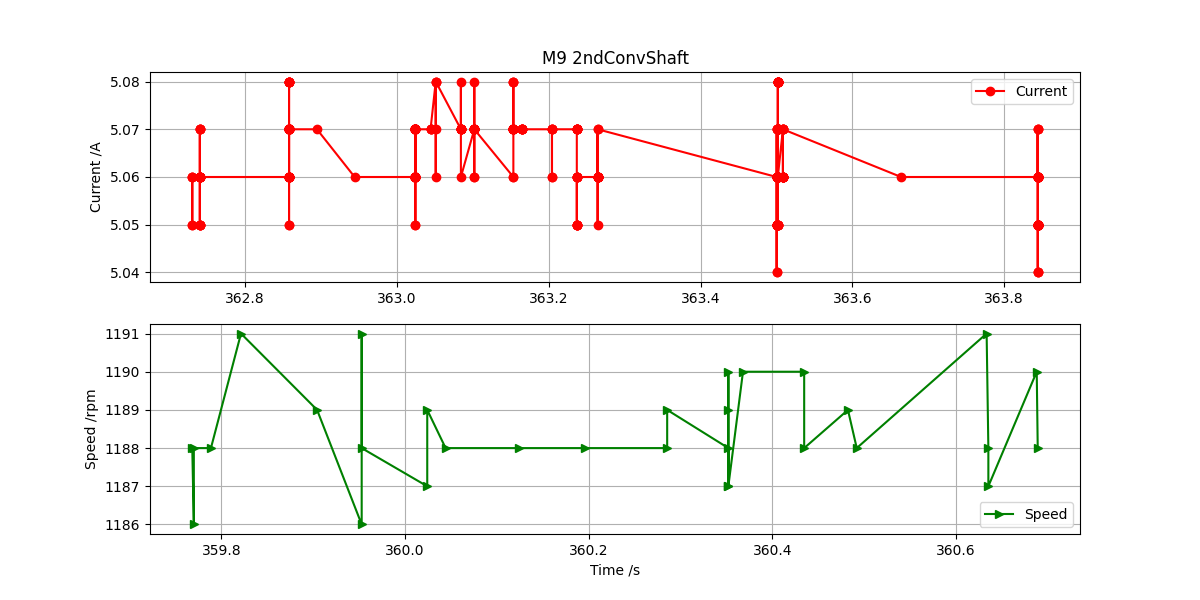 M9 2ndConvShaft
Current /A
5.08
5.07
5.06
5.05
5.04
Current
362.8 363.0 363.2 363.4 363.6 363.8
Speed /rpm
1191
1190
1189
1188
1187
1186
Speed
359.8 360.0 360.2 360.4 360.6
Time /s